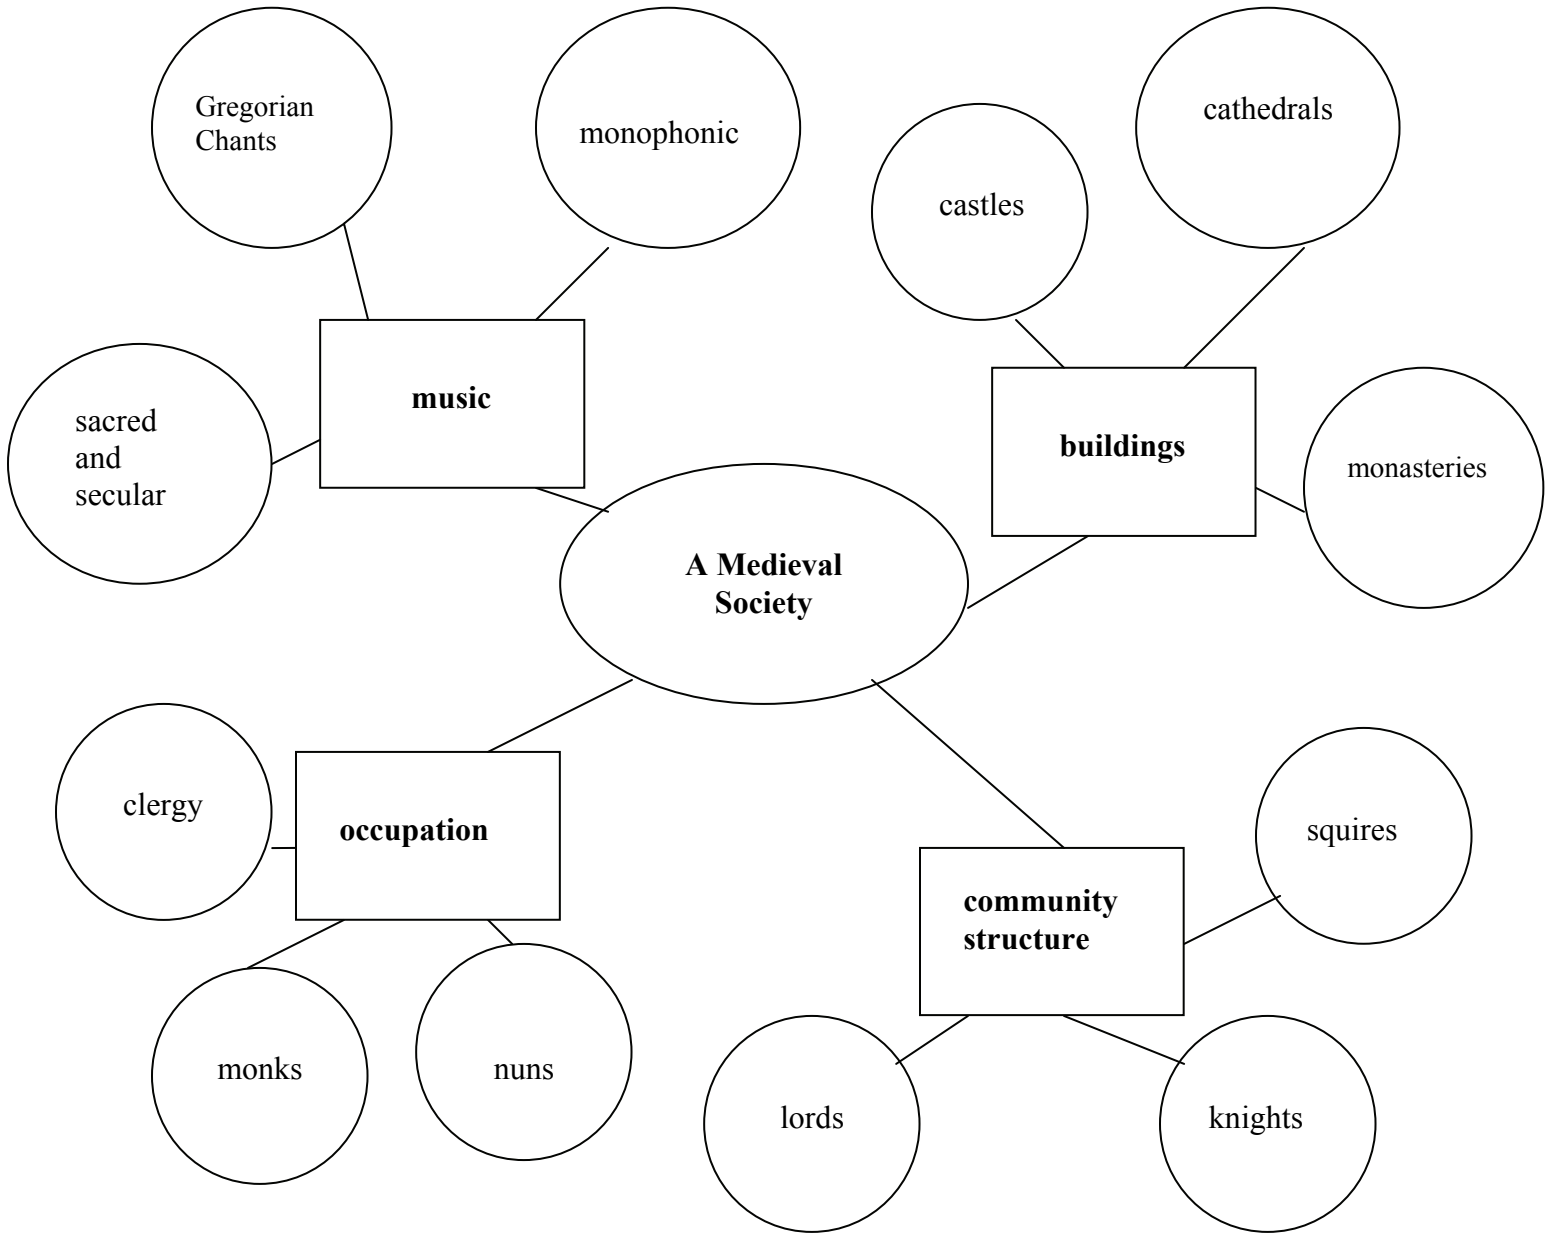 Gregorian
Chants
monophonic
castles
cathedrals
music
sacred
and
secular
buildings
monasteries
A Medieval
Society
clergy
occupation
squires
community
structure
monks
nuns
lords
knights